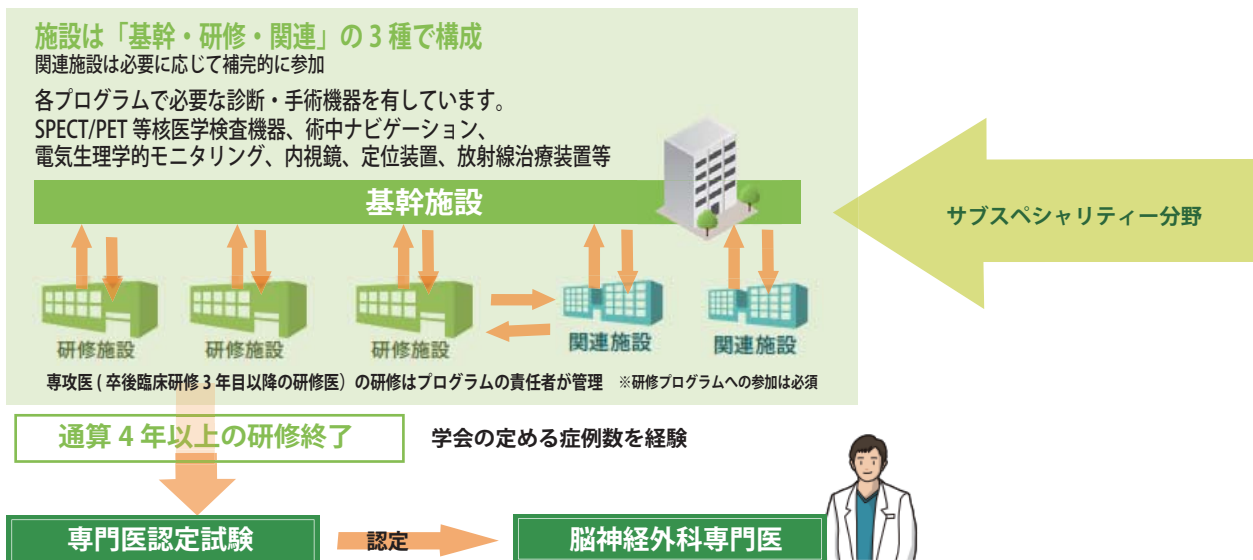 施設は「基幹・研修・関連」の3種で構成
関連施設は必要に応じて補完的に参加
各プログラムで必要な診断・手術機器を有しています。
SPECT/PET 等核医学検査機器、術中ナビゲーション、
電気生理学的モニタリング、内視鏡、定位装置、放射線治療装置等
基幹施設
サブスペシャリティー分野
研修施設
研修施設
研修施設
関連施設
関連施設
専攻医 ( 卒後臨床研修 3 年目以降の研修医）の研修はプログラムの責任者が管理 ※研修プログラムへの参加は必須
通算 4 年以上の研修終了
学会の定める症例数を経験
専門医認定試験
認定
脳神経外科専門医